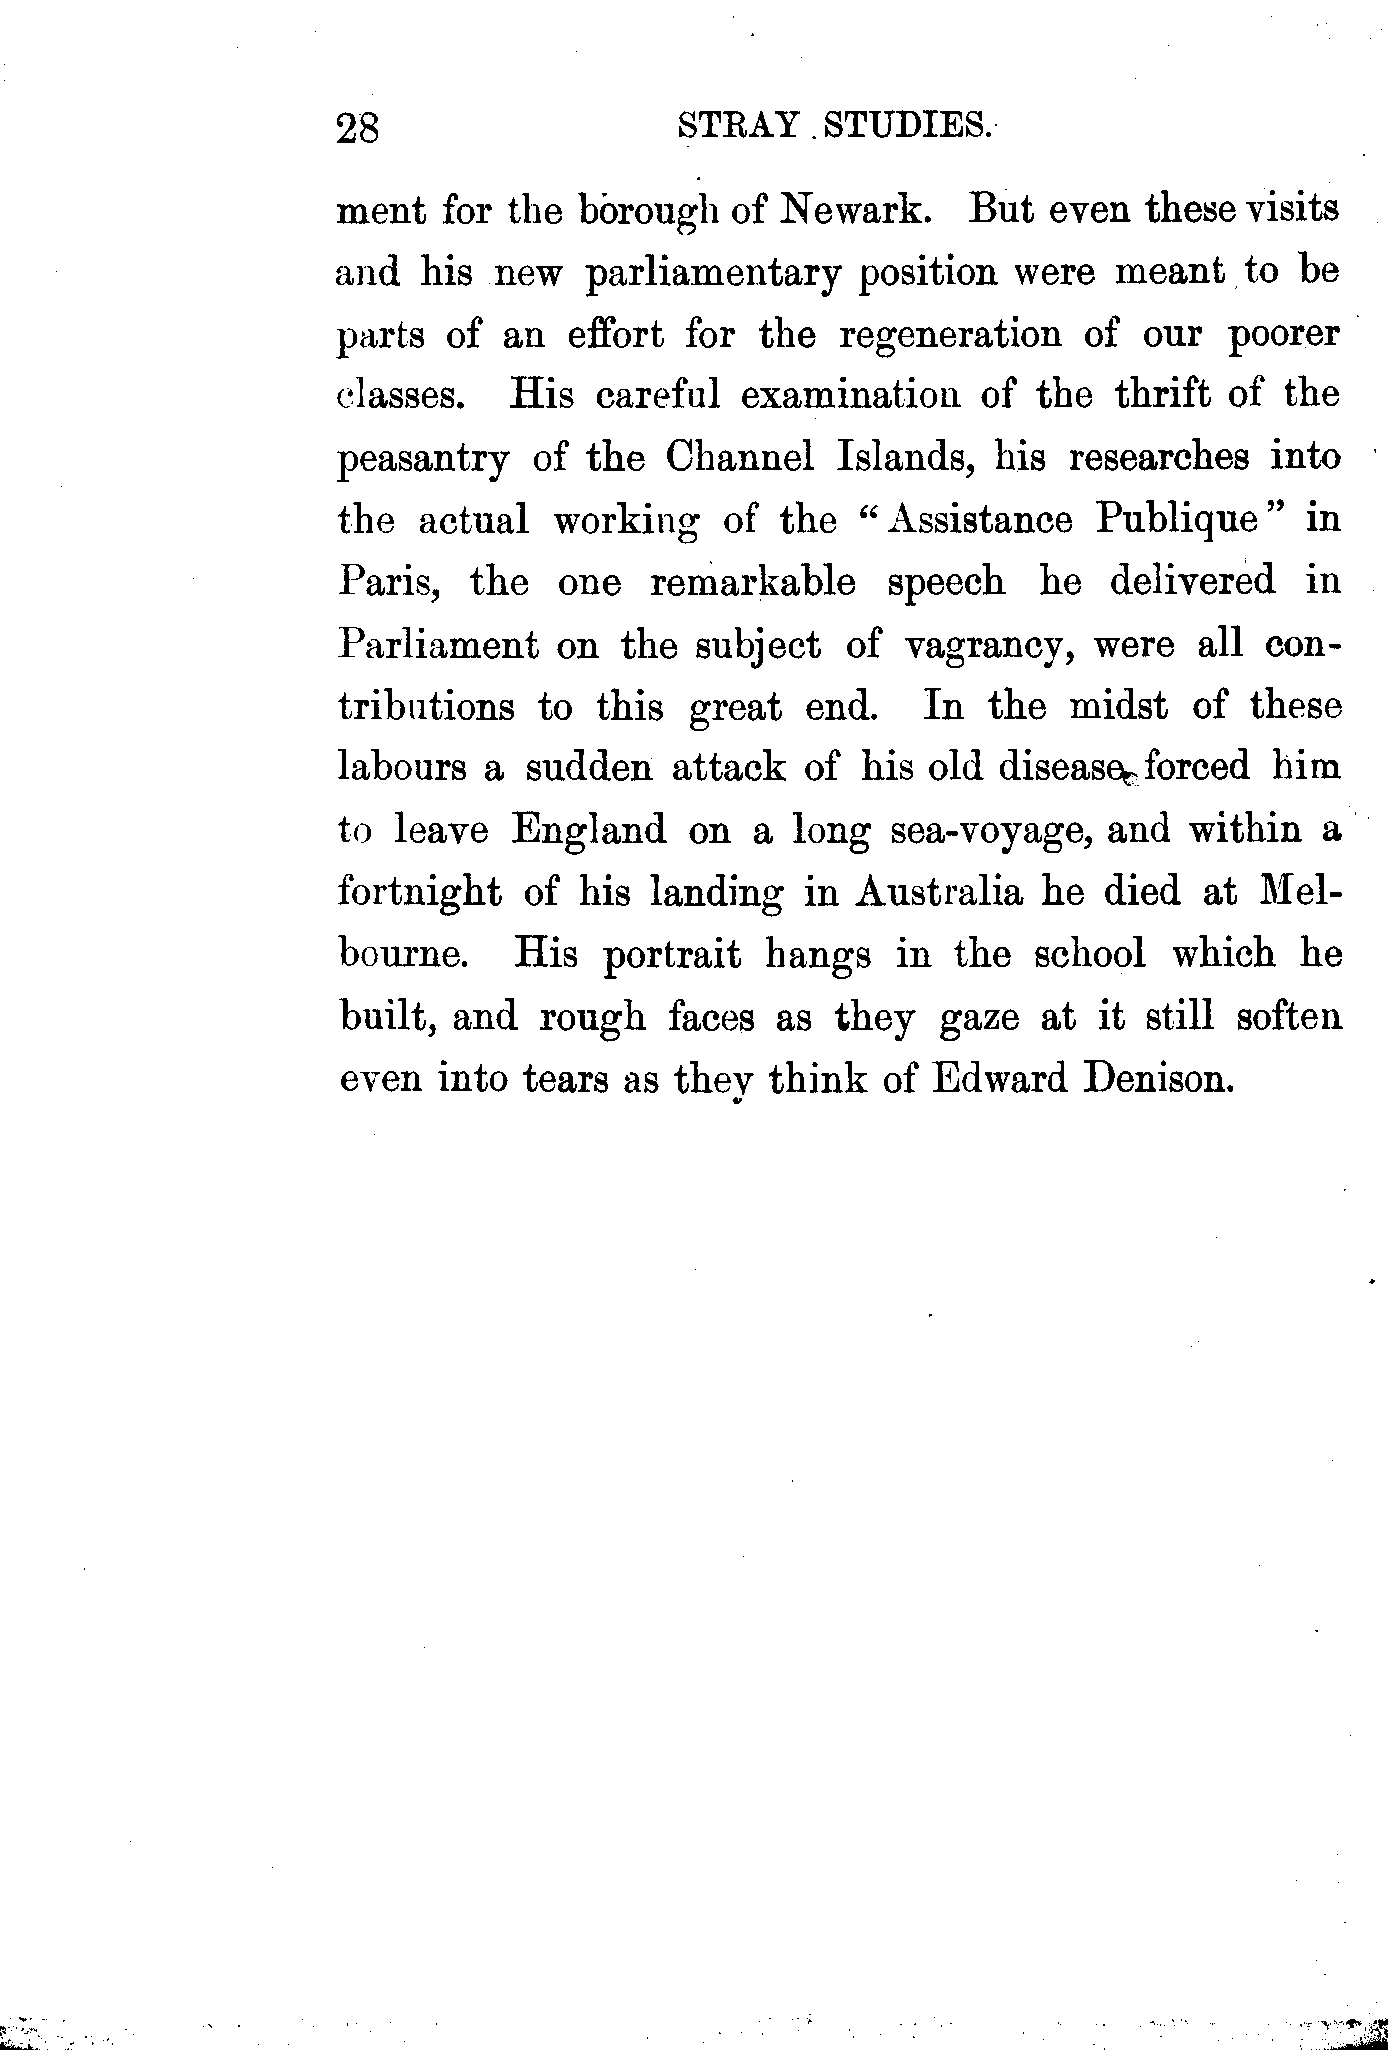 28 STRAY STUDIES.
ment for the borough of Newark. But even these visits
and his new parliamentary position were meant to be
parts of an effort for the regeneration of our poorer
classes. His careful examination of the thrift of the
peasantry of the Channel Islands, his researches into
the actual working of the “Assistance Publique” in
Paris, the one remarkable speech he delivered in
Parliament on the subject of vagrancy, were all con-
tributions to this great end. In the midst of these
labours a sudden attack of his old disease forced him
to leave England on a long sea-voyage, and within a
fortnight of his landing in Australia he died at Mel-
bourne. His portrait hangs in the school which he
built, and rough faces as they gaze at it still soften
even into tears as they think of Edward Denison.